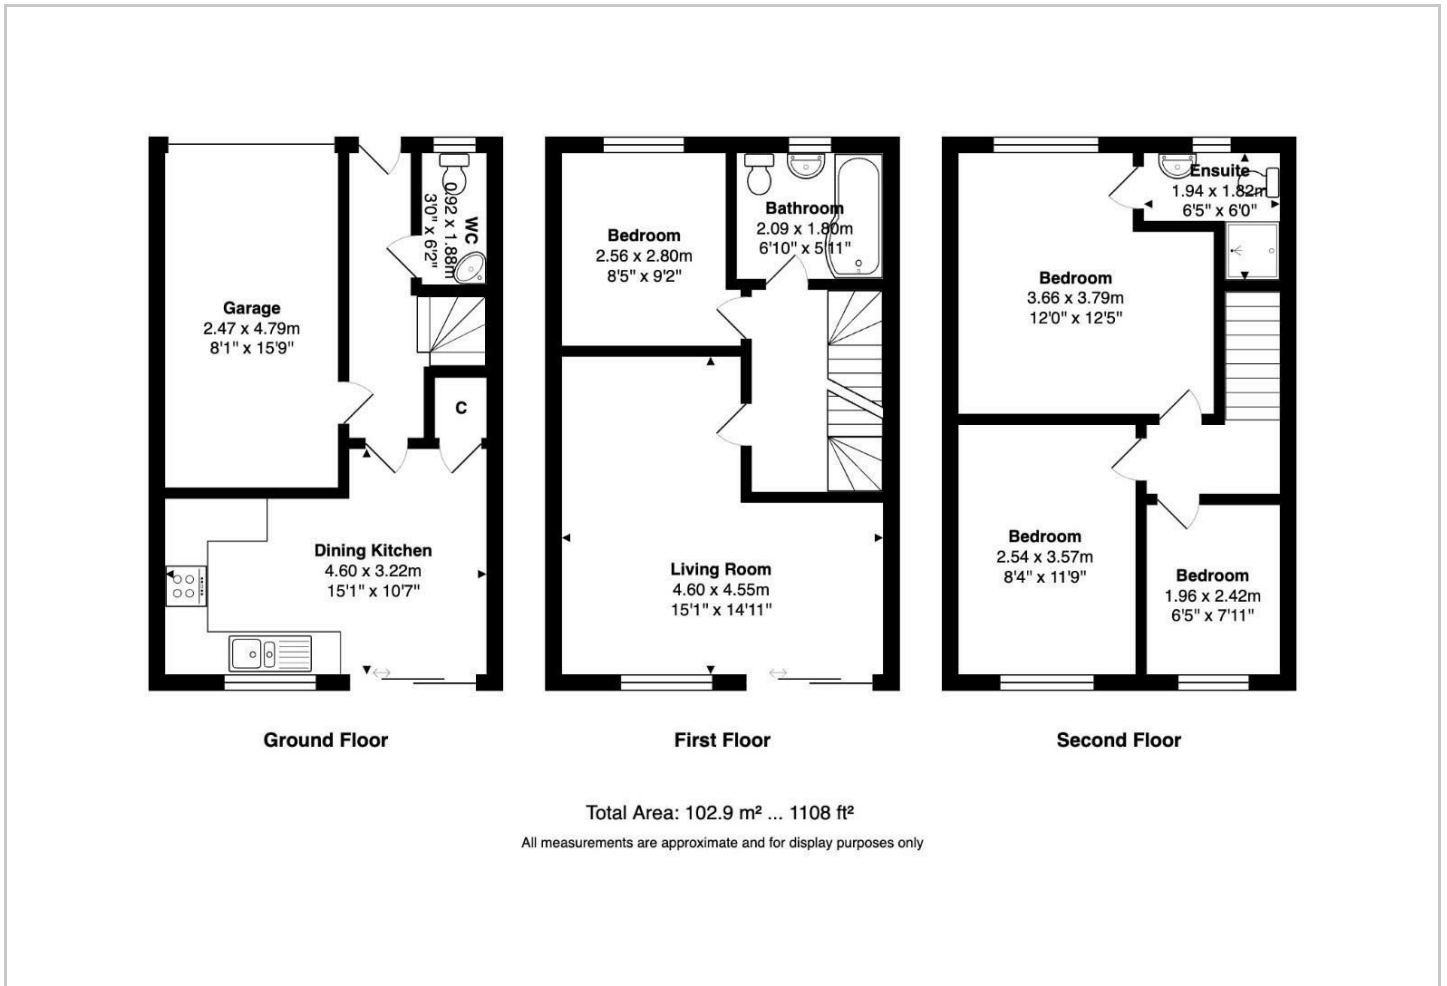 WC
0.92 x 1.88m
3'0" x 6'2"
Garage
2.47 x 4.79m
8'1" x 15'9"
C
Dining Kitchen
4.60 x 3.22m
15'1" x 10'7"
Ground Floor
Bedroom
2.56 x 2.80m
8'5" x 9'2"
Bathroom
2.09 x 1.80m
6'10" x 5'11"
Living Room
4.60 x 4.55m
15'1" x 14'11"
First Floor
Ensuite
1.94 x 1.82m
6'5" x 6'0"
Bedroom
3.66 x 3.79m
12'0" x 12'5"
Bedroom
2.54 x 3.57m
8'4" x 11'9"
Bedroom
1.96 x 2.42m
6'5" x 7'11"
Second Floor
Total Area: 102.9 m² ... 1108 ft²
All measurements are approximate and for display purposes only